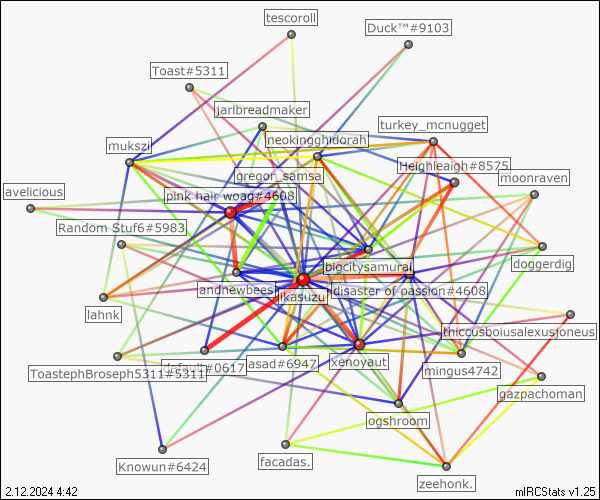 tescoroll
Duck™#9103
Toast#5311
jarlbreadmaker
turkey_mcnugget
mukszi
neokingghidorah
Heighleaigh#8575
gregor_samsa
moonraven
avelicious
pink hair woag#4608
Random Stuf6#5983
bigcitysamurai
doggerdig
andnewbees
ikasuzu
disaster of passion#4608
lahnk
thiccusboiusalexusjoneus
default#0617
asad#6947
xenoyaut
ToastephBroseph5311#5311
mingus4742
gazpachoman
ogshroom
Knowun#6424
facadas.
zeehonk.
2.12.2024 4:42
mIRCStats v1.25